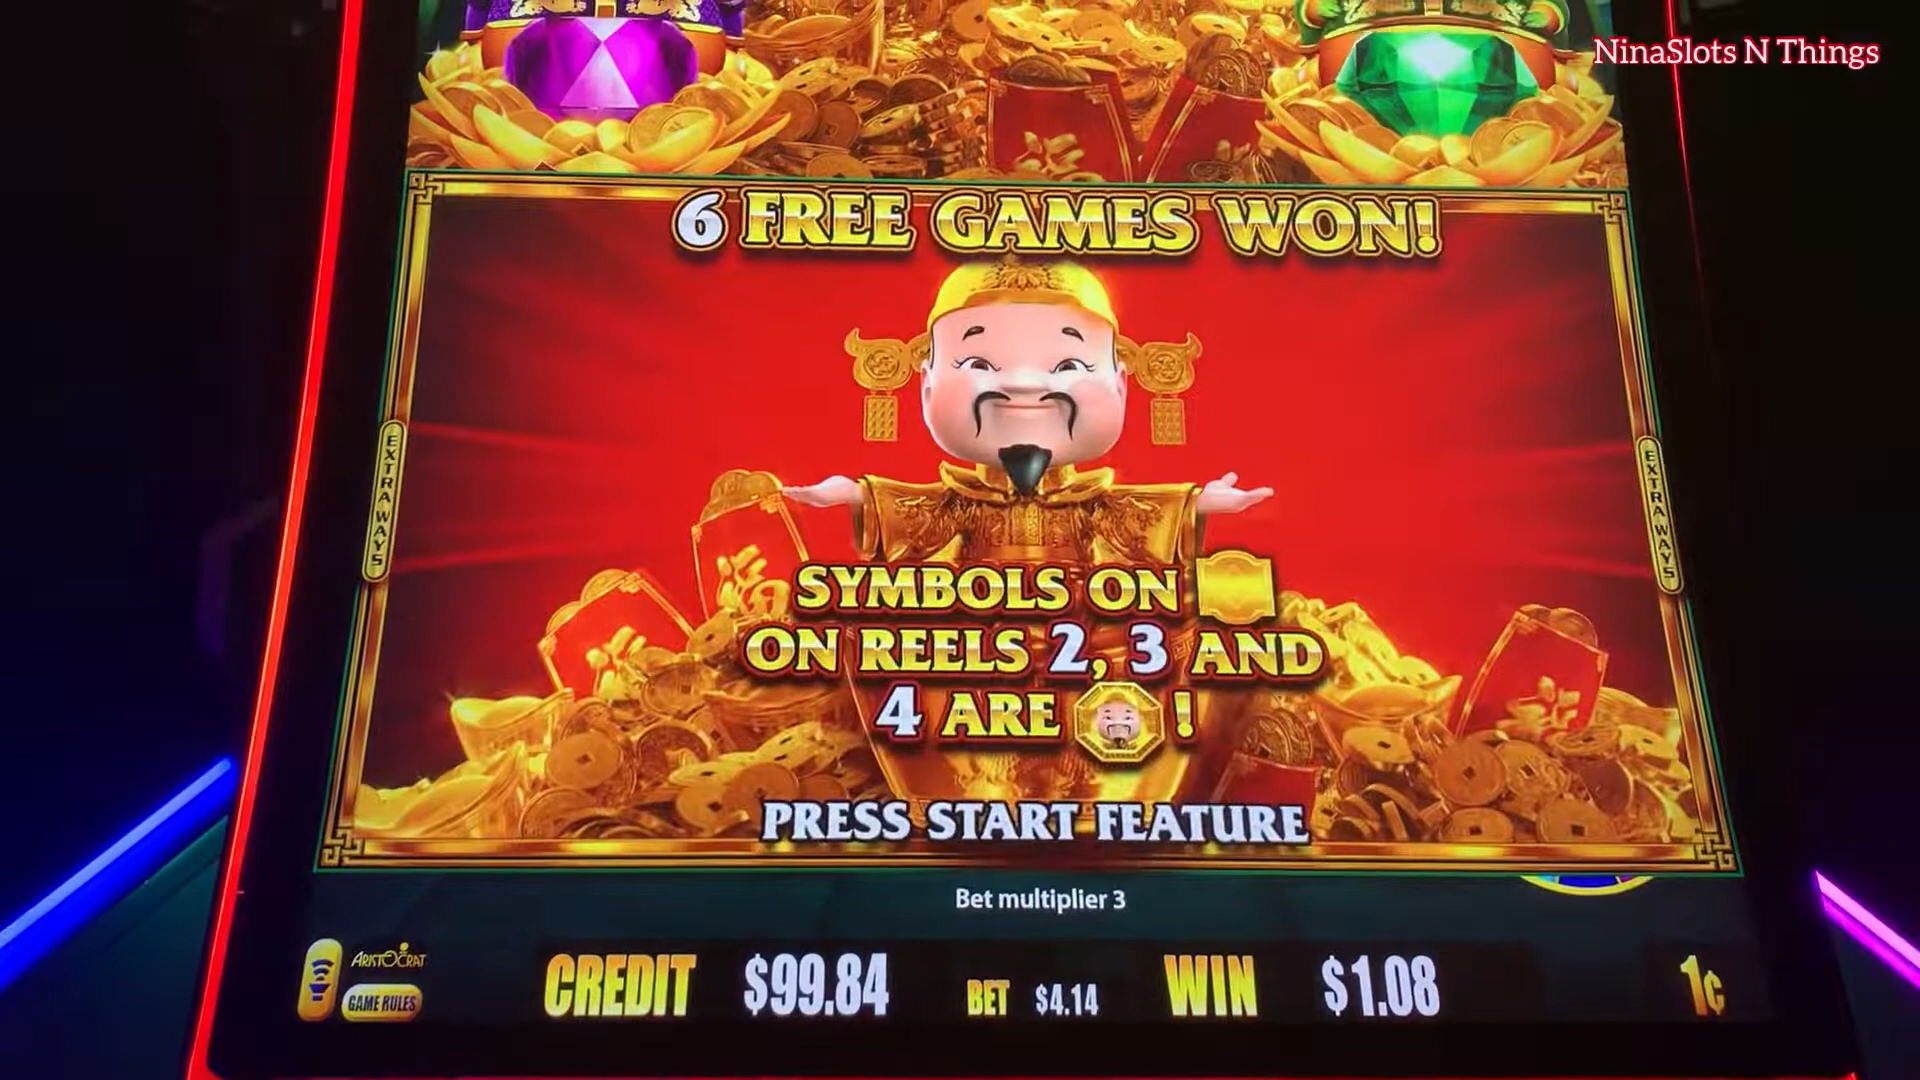 NinaSlots N Things
6 FREE GAMES WON!
EXTRA WAYS
EXTRA WAYS
SYMBOLS ON
ON REELS 2, 3 AND
4 ARE !
PRESS START FEATURE
Bet multiplier 3
ARISTOCRAT
GAME RULES
CREDIT $99.84 BET $4.14 WIN $1.08 1¢